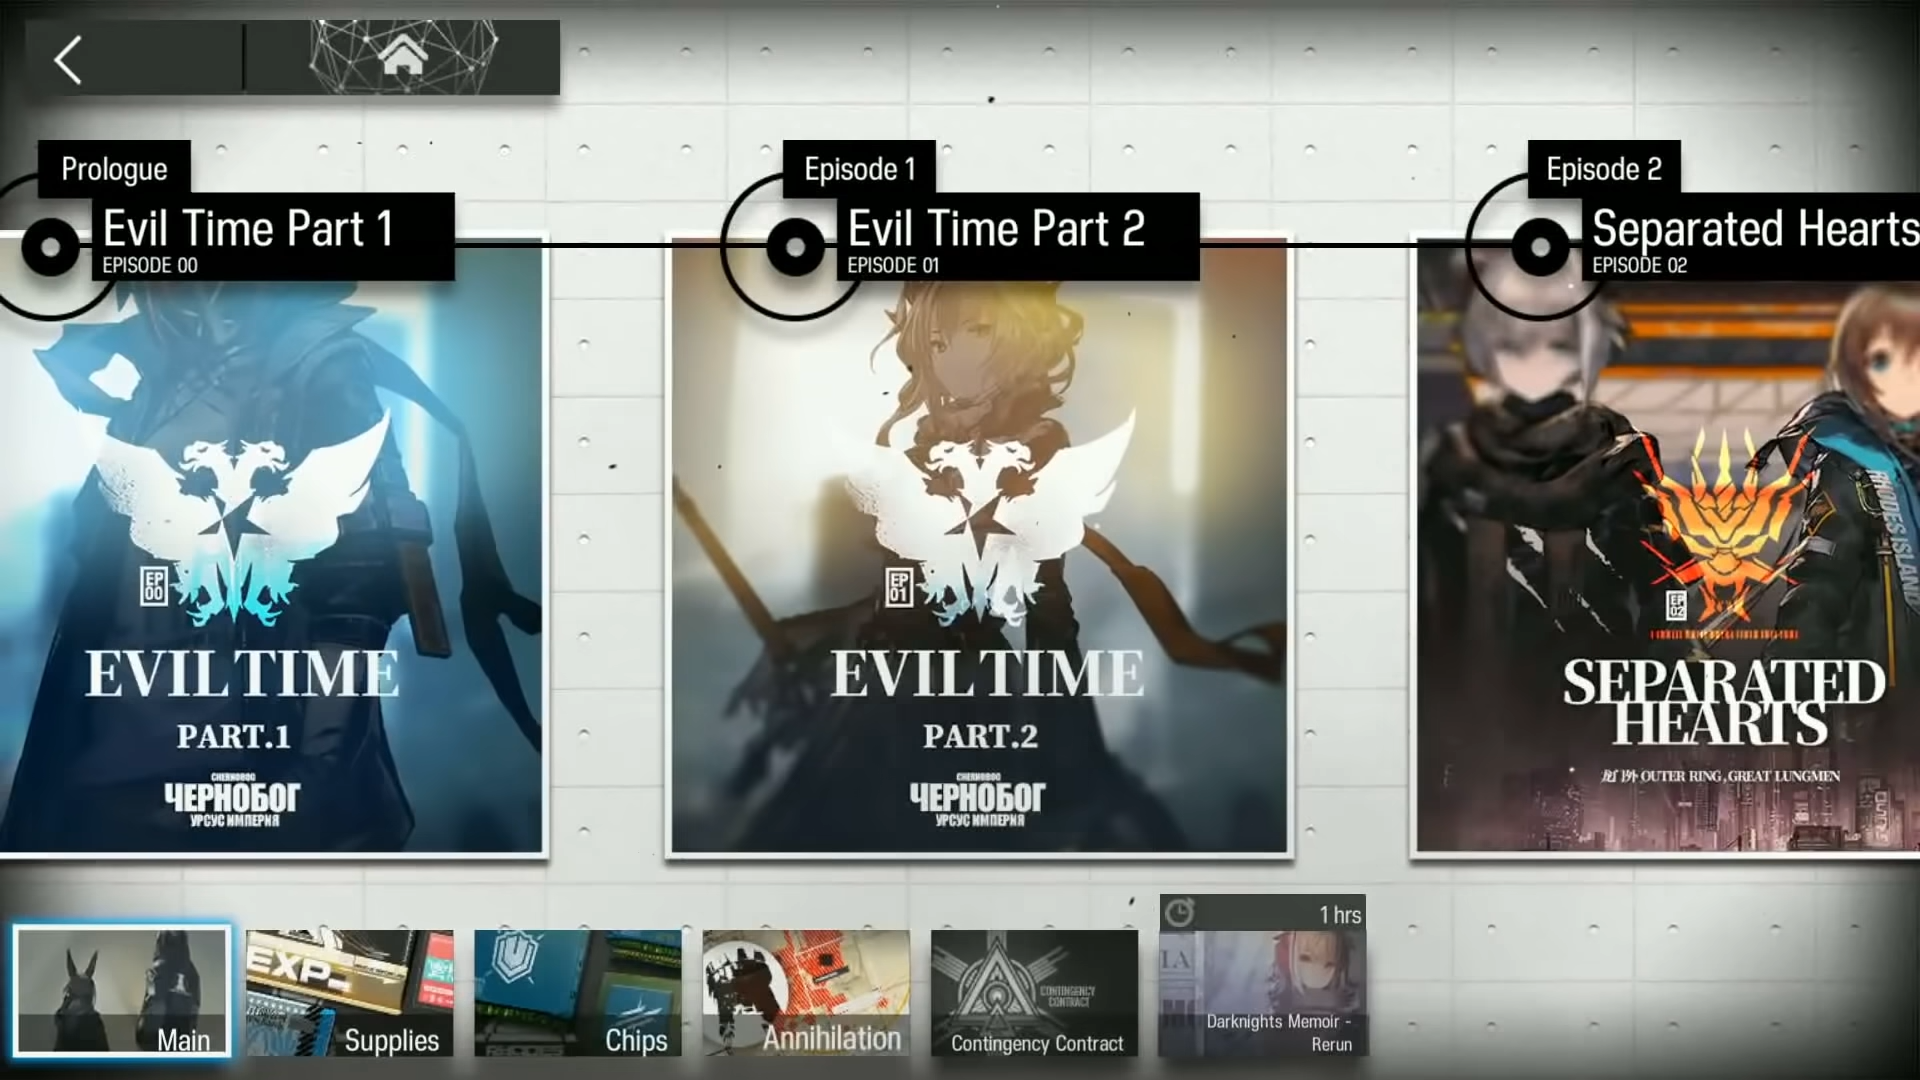 Prologue
Evil Time Part 1
EPISODE 00
Episode 1
Evil Time Part 2
EPISODE 01
Episode 2
Separated Hearts
EPISODE 02
EP
00
EVIL TIME
PART.1
CHERNOBOG
ЧЕРНОБОГ
УРСУС ИМПЕРИЯ
EP
01
EVIL TIME
PART.2
CHERNOBOG
ЧЕРНОБОГ
УРСУС ИМПЕРИЯ
RHODES ISLAND
EP
02
SEPARATED
HEARTS
OUTER RING, GREAT LUNGMEN
Main
EXP
Supplies
Chips
Annihilation
CONTINGENCY
CONTRACT
Contingency Contract
1 hrs
IA
Darknights Memoir -
Rerun